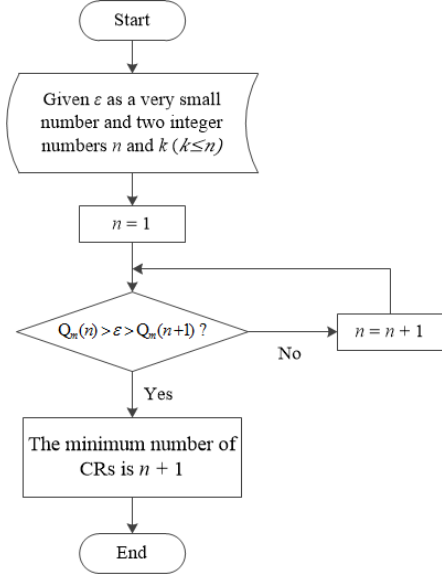 Start
Given ε as a very small
number and two integer
numbers n and k (k≤n)
n = 1
Qm(n) > ε > Qm(n+1) ?
n = n + 1
No
Yes
The minimum number of
CRs is n + 1
End